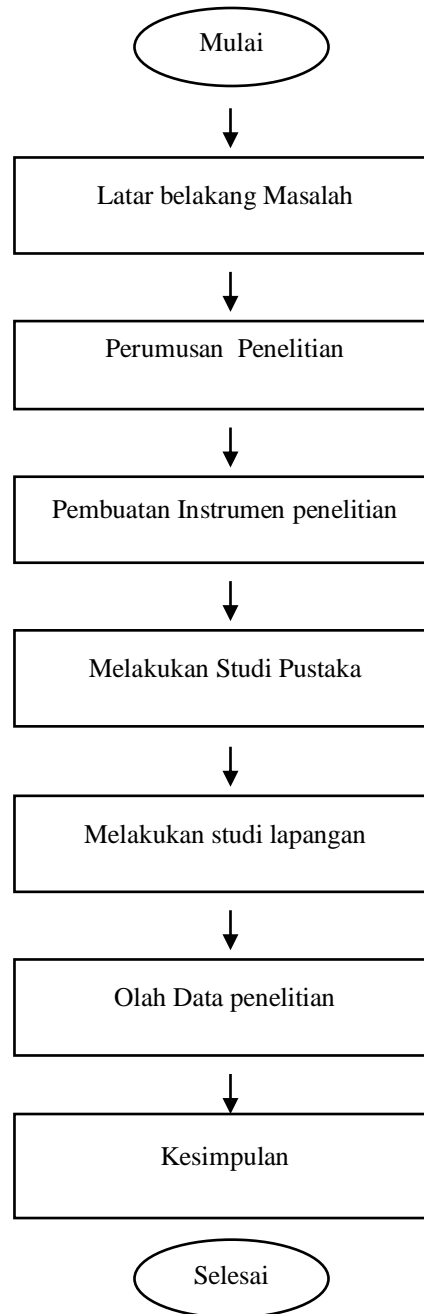 Mulai
Latar belakang Masalah
Perumusan  Penelitian
Pembuatan Instrumen penelitian
Melakukan Studi Pustaka
Melakukan studi lapangan
Olah Data penelitian
Kesimpulan
Selesai